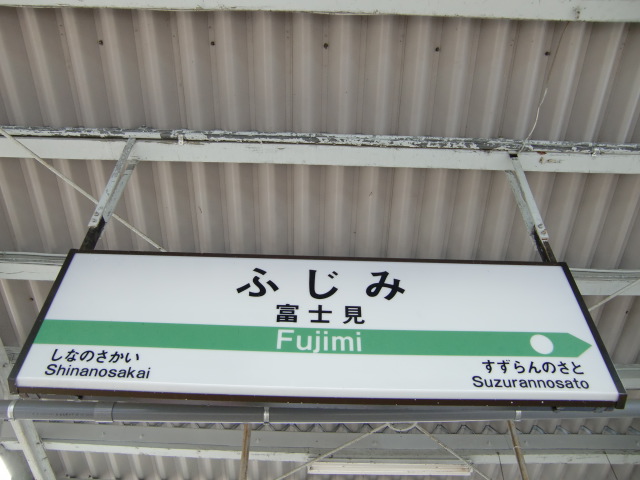 ふじみ
富士見
Fujimi
しなのさかい
Shinanosakai
すずらんのさと
Suzurannosato